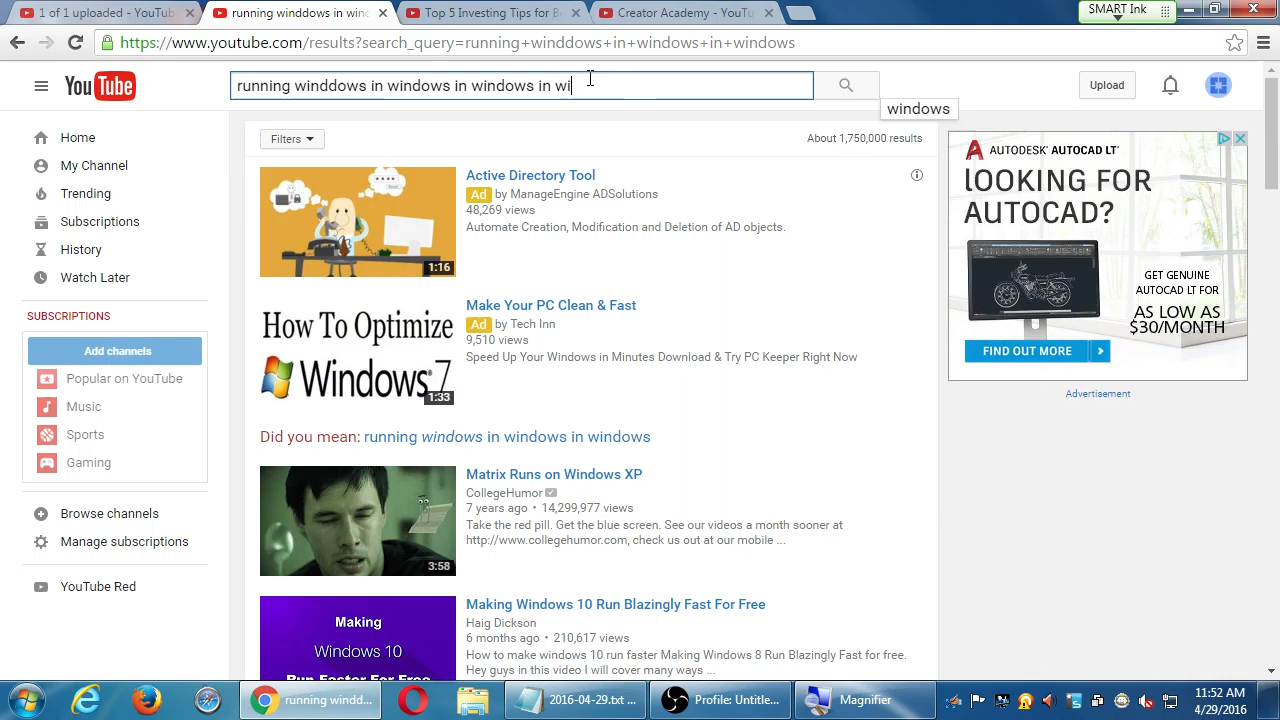 1 of 1 uploaded - YouTub
running winddows in wind
Top 5 Investing Tips for B
Creator Academy - YouTu
SMART Ink
https://www.youtube.com/results?search_query=running+winddows+in+windows+in+windows
YouTube
running winddows in windows in windows in wi
Upload
windows
Home
My Channel
Trending
Subscriptions
History
Watch Later
SUBSCRIPTIONS
Add channels
Popular on YouTube
Music
Sports
Gaming
Browse channels
Manage subscriptions
YouTube Red
Filters
About 1,750,000 results
1:16
Active Directory Tool
Ad by ManageEngine ADSolutions
48,269 views
Automate Creation, Modification and Deletion of AD objects.
How To Optimize
Windows 7
1:33
Make Your PC Clean & Fast
Ad by Tech Inn
9,510 views
Speed Up Your Windows in Minutes Download & Try PC Keeper Right Now
Did you mean: running windows in windows in windows
3:58
Matrix Runs on Windows XP
CollegeHumor
7 years ago • 14,299,977 views
Take the red pill. Get the blue screen. See our videos a month sooner at
http://www.collegehumor.com, check us out at our mobile ...
Making
Windows 10
Run Faster For Free
Making Windows 10 Run Blazingly Fast For Free
Haig Dickson
6 months ago • 210,617 views
How to make windows 10 run faster Making Windows 8 Run Blazingly Fast for free.
Hey guys in this video I will cover many ways ...
AUTODESK® AUTOCAD LT®
lOOKING FOR
AUTOCAD?
GET GENUINE
AUTOCAD LT FOR
AS LOW AS
$30/MONTH
FIND OUT MORE
Advertisement
running windd...
2016-04-29.txt ...
Profile: Untitle...
Magnifier
11:52 AM
4/29/2016